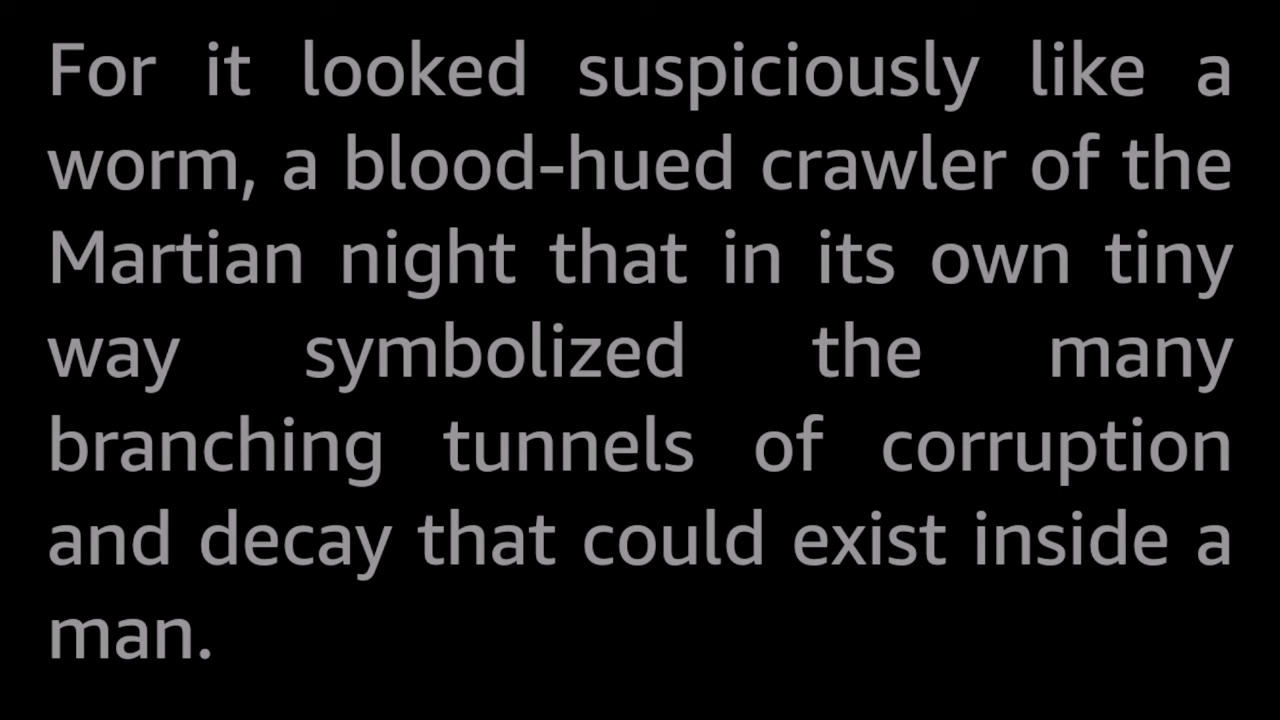 For it looked suspiciously like a
worm, a blood-hued crawler of the
Martian night that in its own tiny
way symbolized the many
branching tunnels of corruption
and decay that could exist inside a
man.